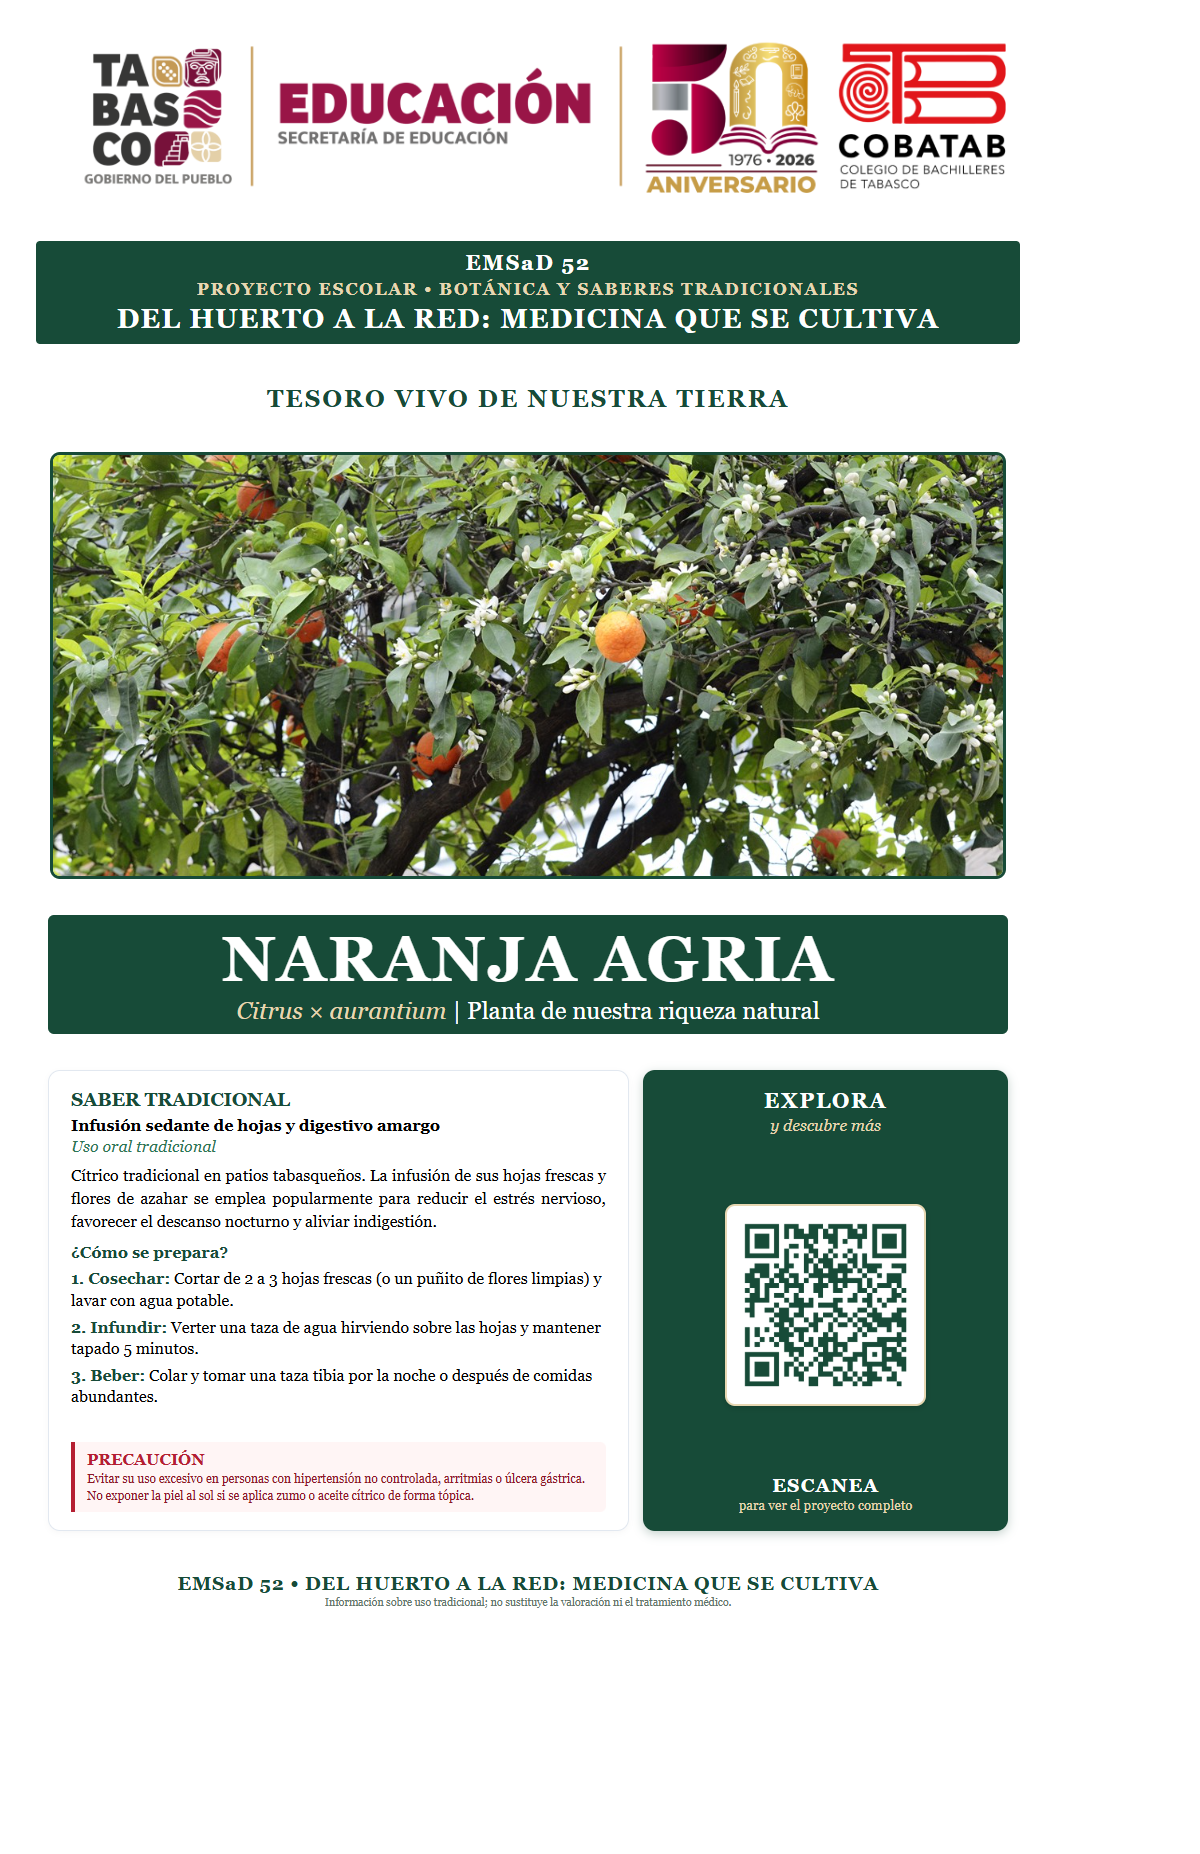 TA
BAS
CO
GOBIERNO DEL PUEBLO
EDUCACIÓN
SECRETARÍA DE EDUCACIÓN
50
1976 • 2026
ANIVERSARIO
CB
COBATAB
COLEGIO DE BACHILLERES
DE TABASCO
EMSaD 52
PROYECTO ESCOLAR • BOTÁNICA Y SABERES TRADICIONALES
DEL HUERTO A LA RED: MEDICINA QUE SE CULTIVA
TESORO VIVO DE NUESTRA TIERRA
NARANJA AGRIA
Citrus × aurantium | Planta de nuestra riqueza natural
SABER TRADICIONAL
Infusión sedante de hojas y digestivo amargo
Uso oral tradicional
Cítrico tradicional en patios tabasqueños. La infusión de sus hojas frescas y
flores de azahar se emplea popularmente para reducir el estrés nervioso,
favorecer el descanso nocturno y aliviar indigestión.
¿Cómo se prepara?
1. Cosechar: Cortar de 2 a 3 hojas frescas (o un puñito de flores limpias) y
lavar con agua potable.
2. Infundir: Verter una taza de agua hirviendo sobre las hojas y mantener
tapado 5 minutos.
3. Beber: Colar y tomar una taza tibia por la noche o después de comidas
abundantes.
PRECAUCIÓN
Evitar su uso excesivo en personas con hipertensión no controlada, arritmias o úlcera gástrica.
No exponer la piel al sol si se aplica zumo o aceite cítrico de forma tópica.
EXPLORA
y descubre más
ESCANEA
para ver el proyecto completo
EMSaD 52 • DEL HUERTO A LA RED: MEDICINA QUE SE CULTIVA
Información sobre uso tradicional; no sustituye la valoración ni el tratamiento médico.